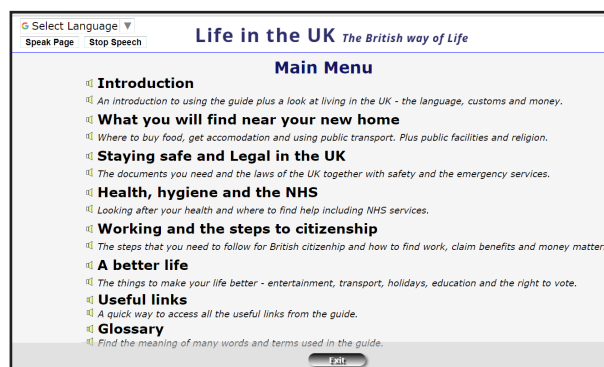 G Select Language ▼
Speak Page Stop Speech
Life in the UK The British way of Life
Main Menu
Introduction
An introduction to using the guide plus a look at living in the UK - the language, customs and money.
What you will find near your new home
Where to buy food, get accomodation and using public transport. Plus public facilities and religion.
Staying safe and Legal in the UK
The documents you need and the laws of the UK together with safety and the emergency services.
Health, hygiene and the NHS
Looking after your health and where to find help including NHS services.
Working and the steps to citizenship
The steps that you need to follow for British citizenhip and how to find work, claim benefits and money matter
A better life
The things to make your life better - entertainment, transport, holidays, education and the right to vote.
Useful links
A quick way to access all the useful links from the guide.
Glossary
Find the meaning of many words and terms used in the guide.
Exit